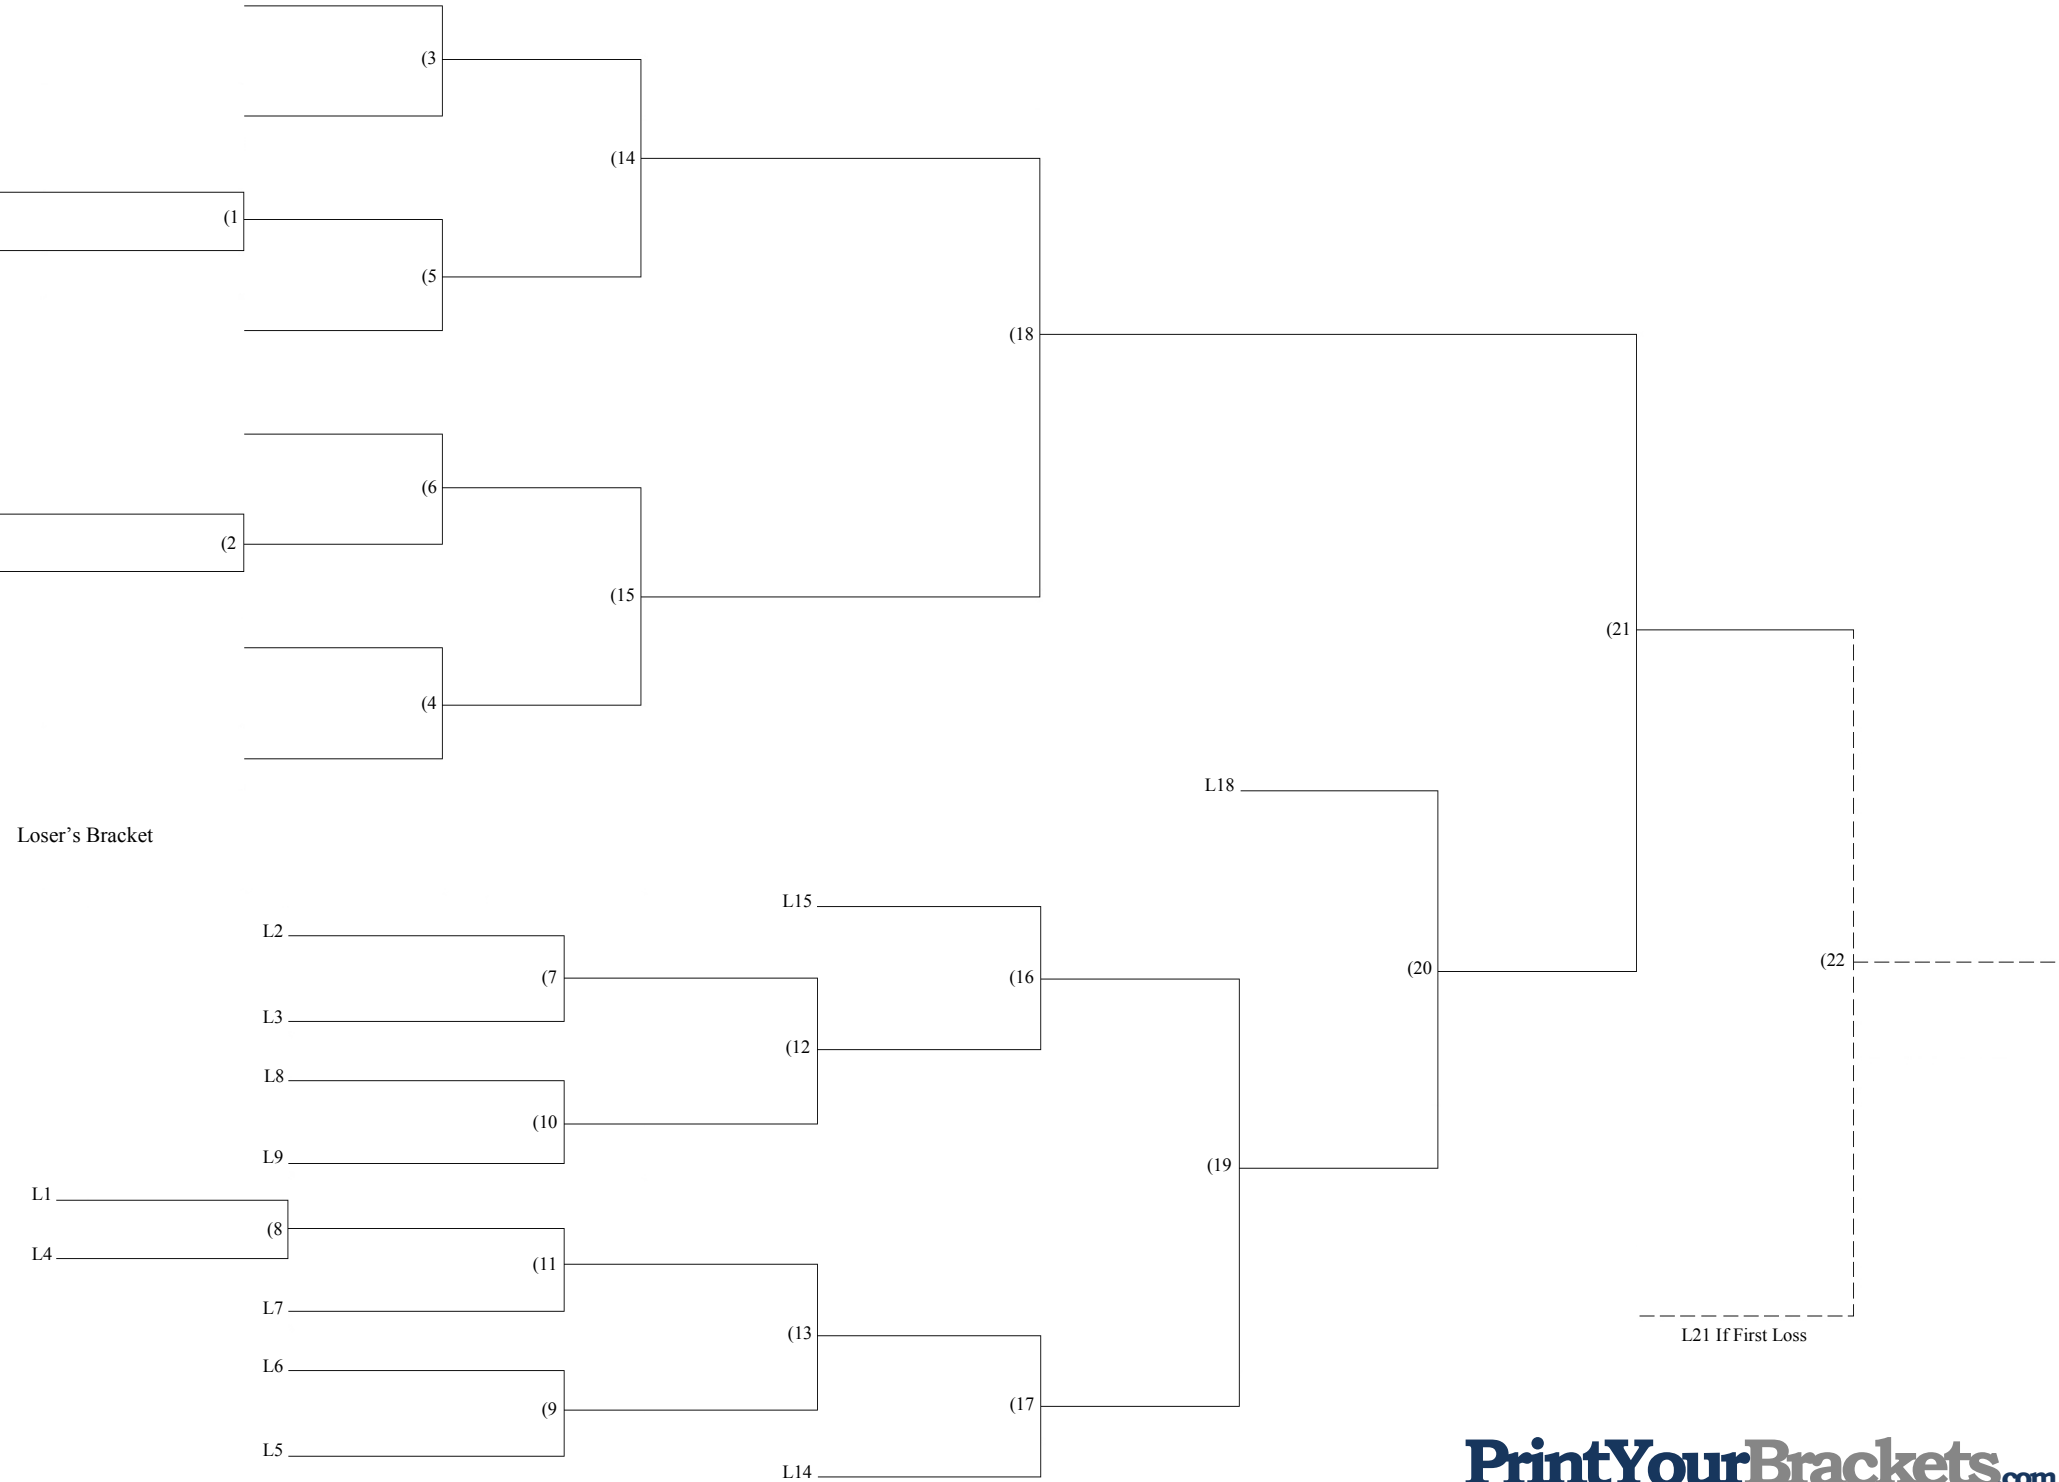 (3
(14
(1
(5
(18
(6
(2
(15
(21
(4
L18
Loser's Bracket
L15
L2
(7
(16
(20
(22
L3
(12
L8
(10
L9
(19
L1
(8
L4
(11
L7
(13
L21 If First Loss
L6
(9
(17
L5
L14
PrintYourBrackets.com